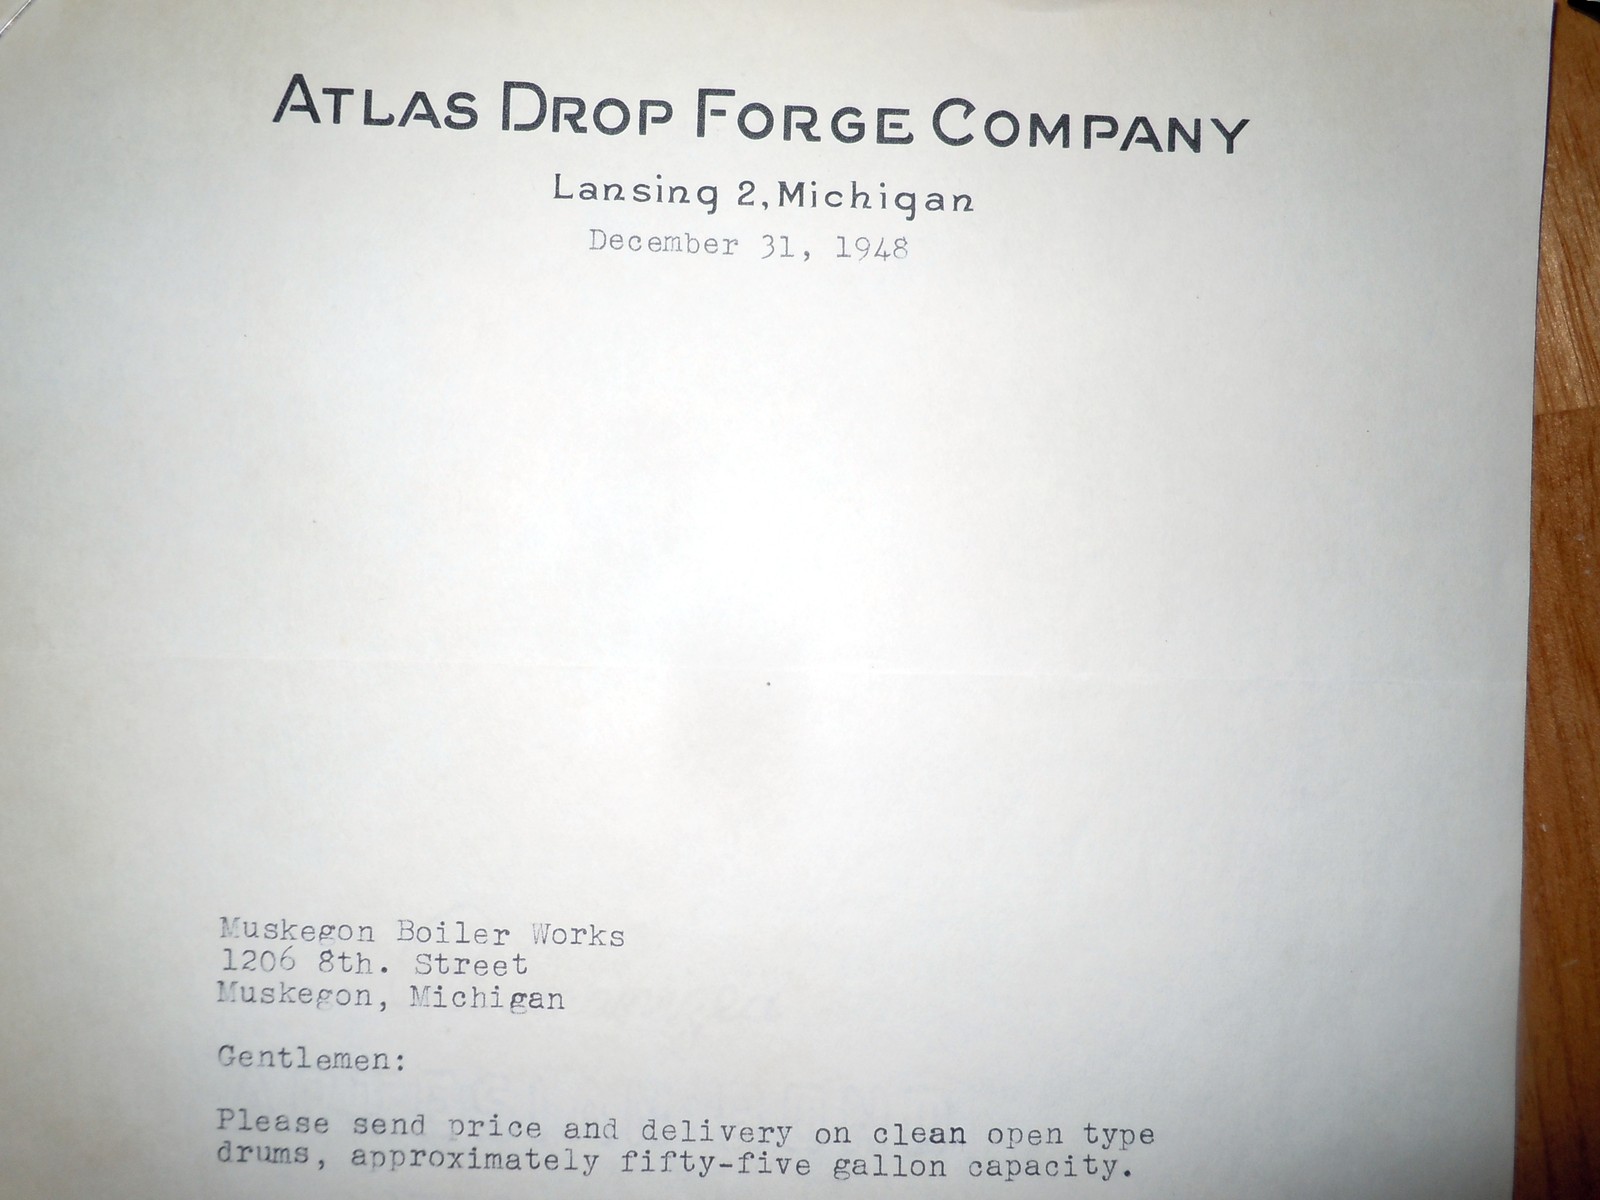 ATLAS DROP FORGE COMPANY
Lansing 2, Michigan
December 31, 1948
Muskegon Boiler Works
1206 8th. Street
Muskegon, Michigan
Gentlemen:
Please send price and delivery on clean open type
drums, approximately fifty-five gallon capacity.